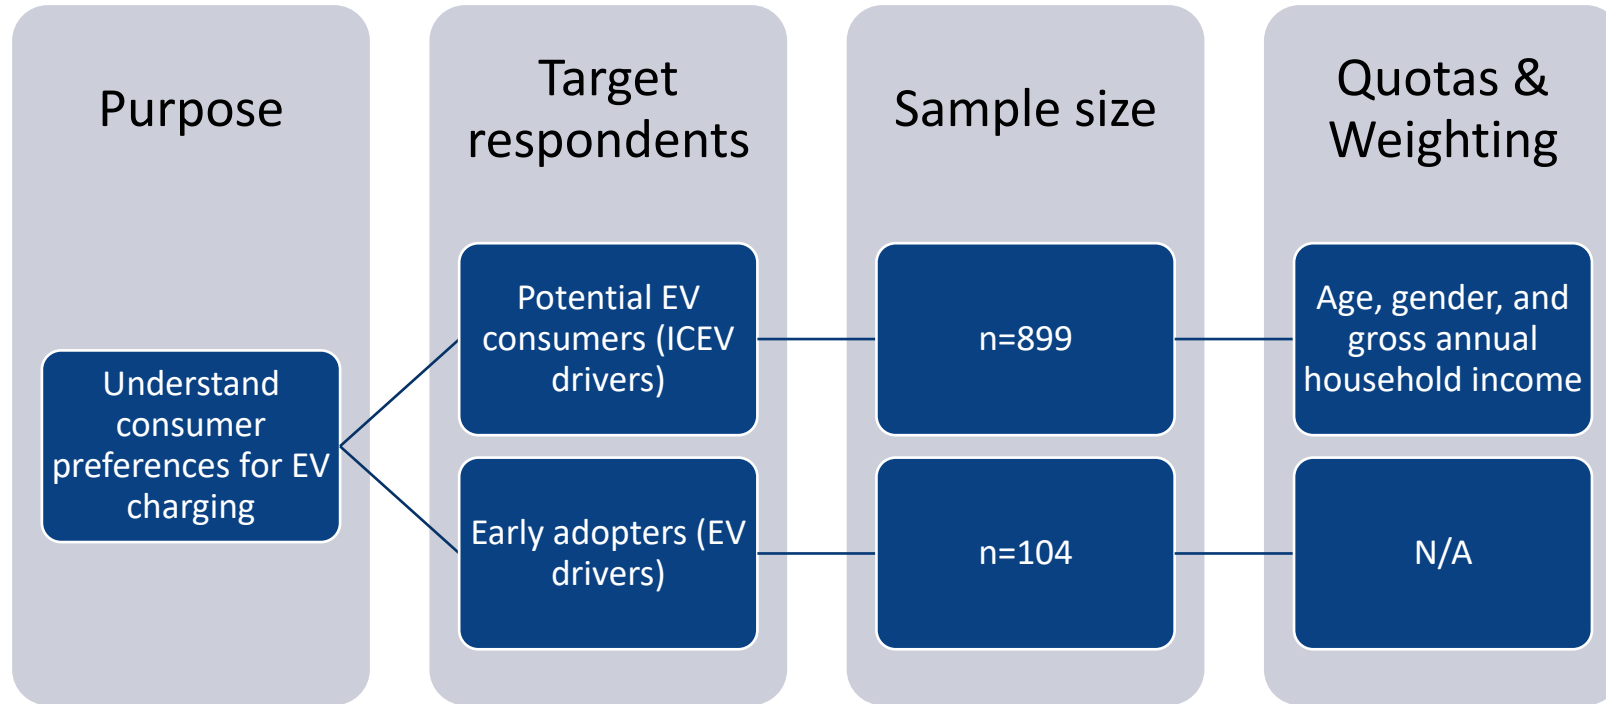 Purpose
Target
respondents
Sample size
Quotas &
Weighting
Understand
consumer
preferences for EV
charging
Potential EV
consumers (ICEV
drivers)
n=899
Age, gender, and
gross annual
household income
Early adopters (EV
drivers)
n=104
N/A